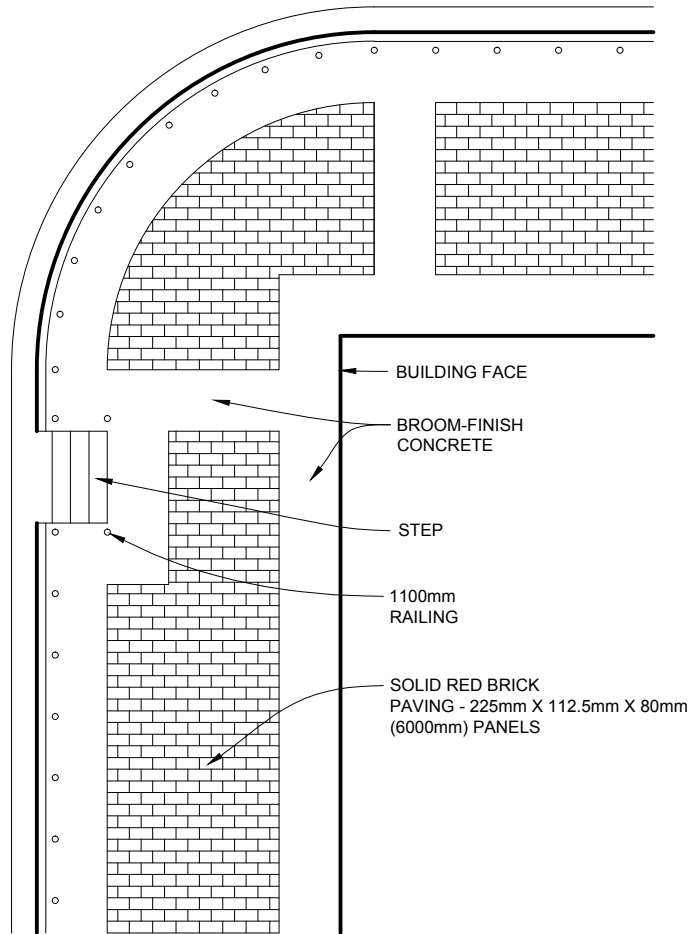 BUILDING FACE
BROOM-FINISH
CONCRETE
STEP
1100mm
RAILING
SOLID RED BRICK
PAVING - 225mm X 112.5mm X 80mm
(6000mm) PANELS